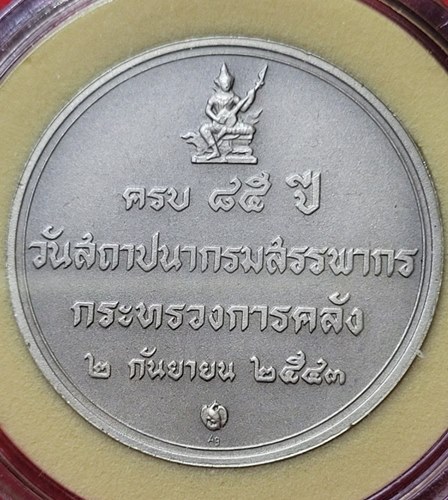 ครบ ๘๕ ปี
วันสถาปนากรมสรรพากร
กระทรวงการคลัง
๒ กันยายน ๒๕๔๓
Ag